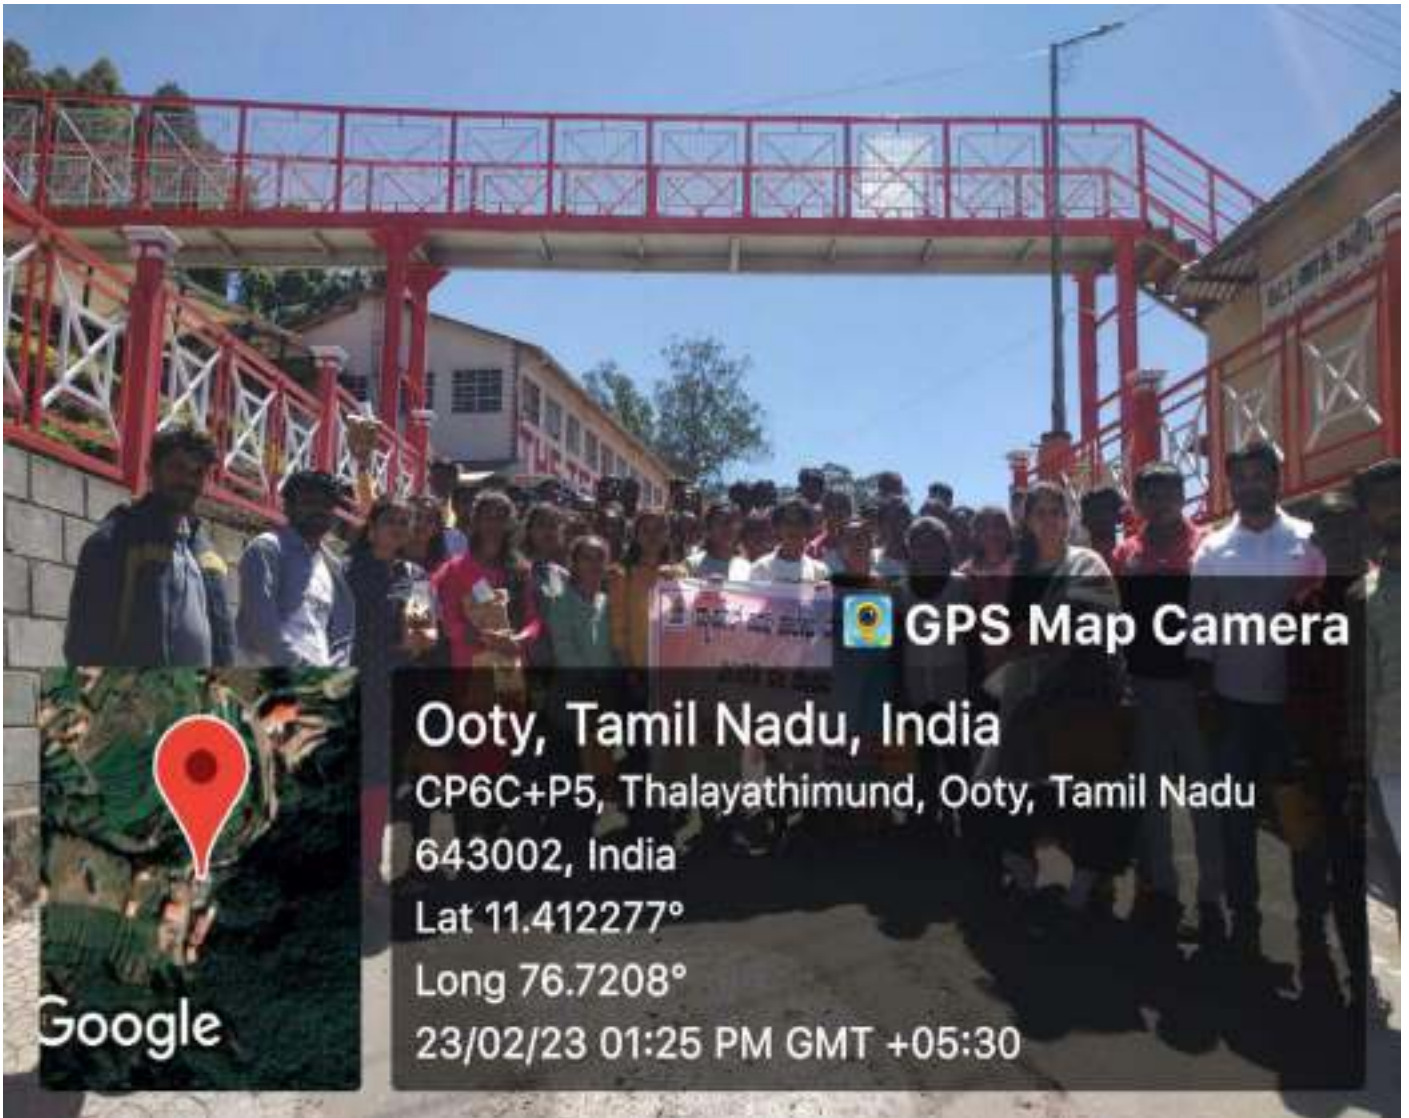 GPS Map Camera
Ooty, Tamil Nadu, India
CP6C+P5, Thalayathimund, Ooty, Tamil Nadu
643002, India
Lat 11.412277°
Long 76.7208°
23/02/23 01:25 PM GMT +05:30
Google